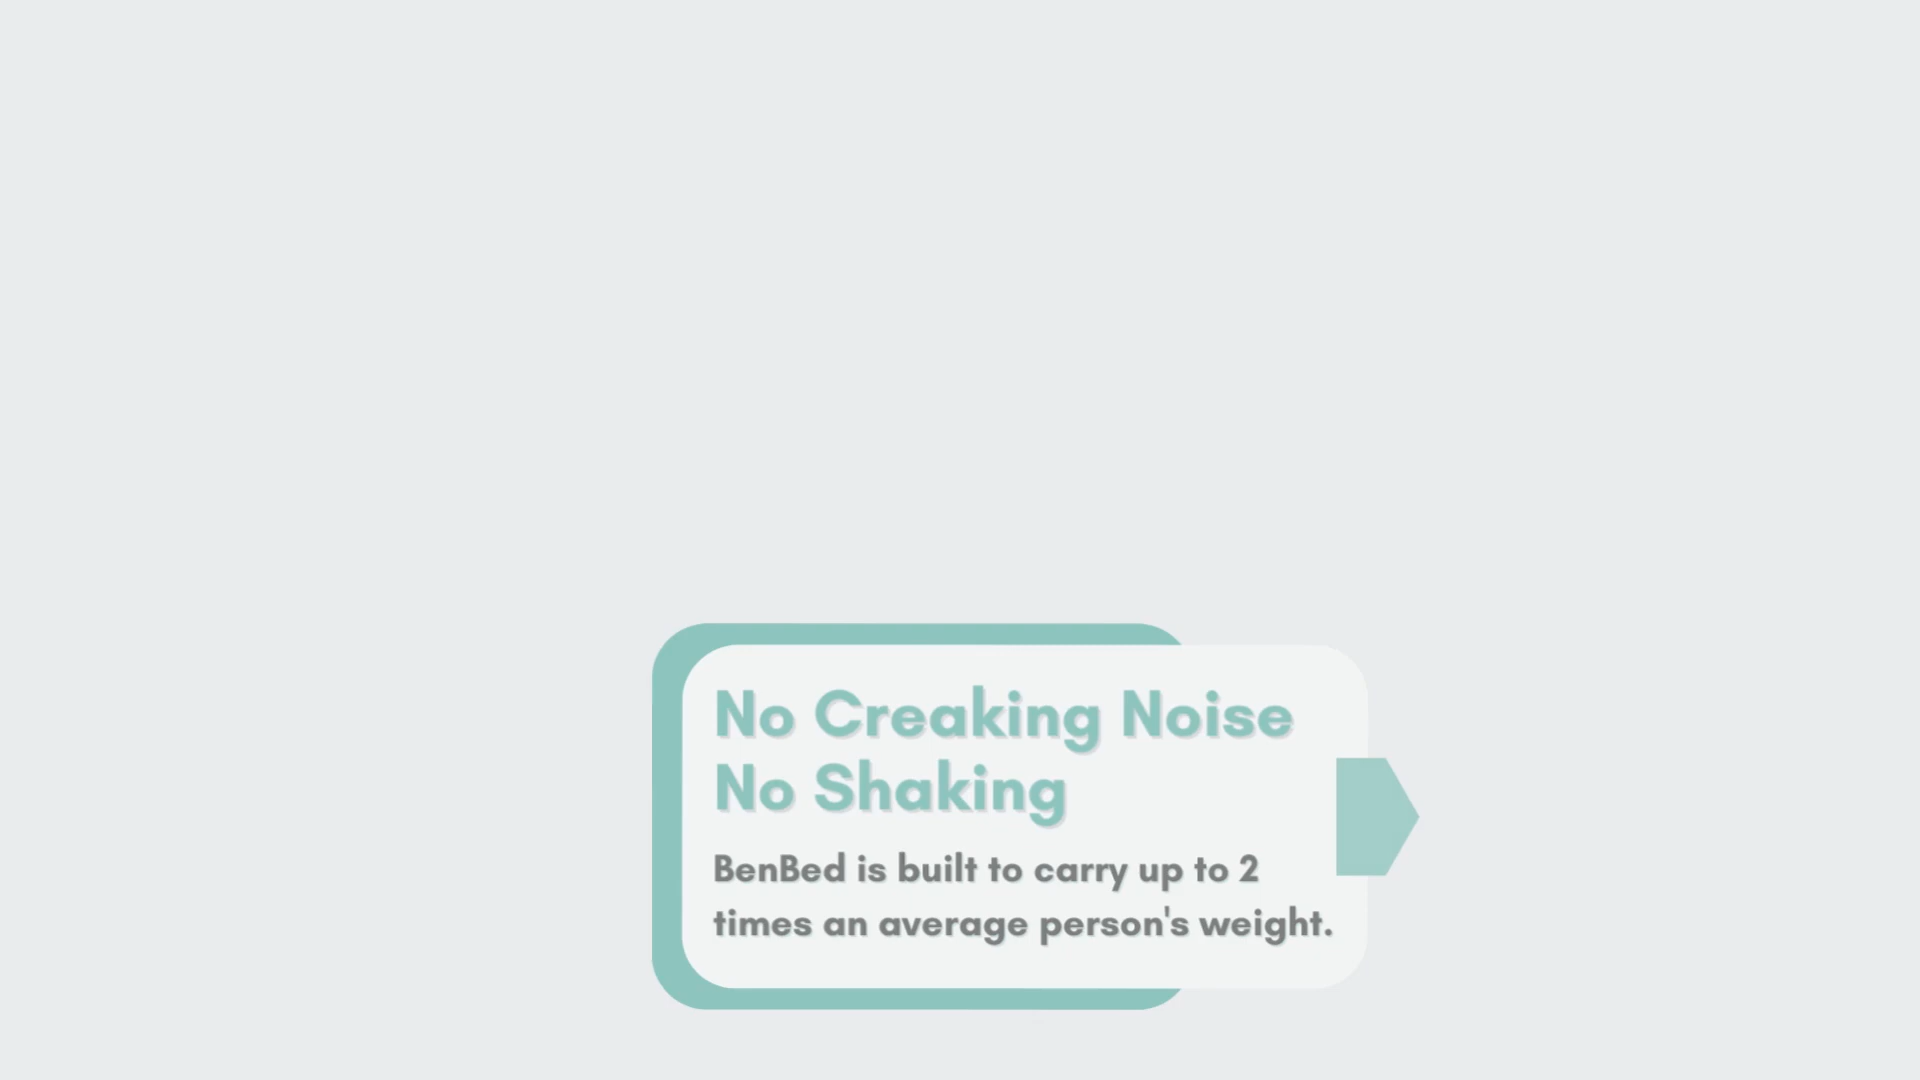 No Creaking Noise
No Shaking
BenBed is built to carry up to 2
times an average person's weight.